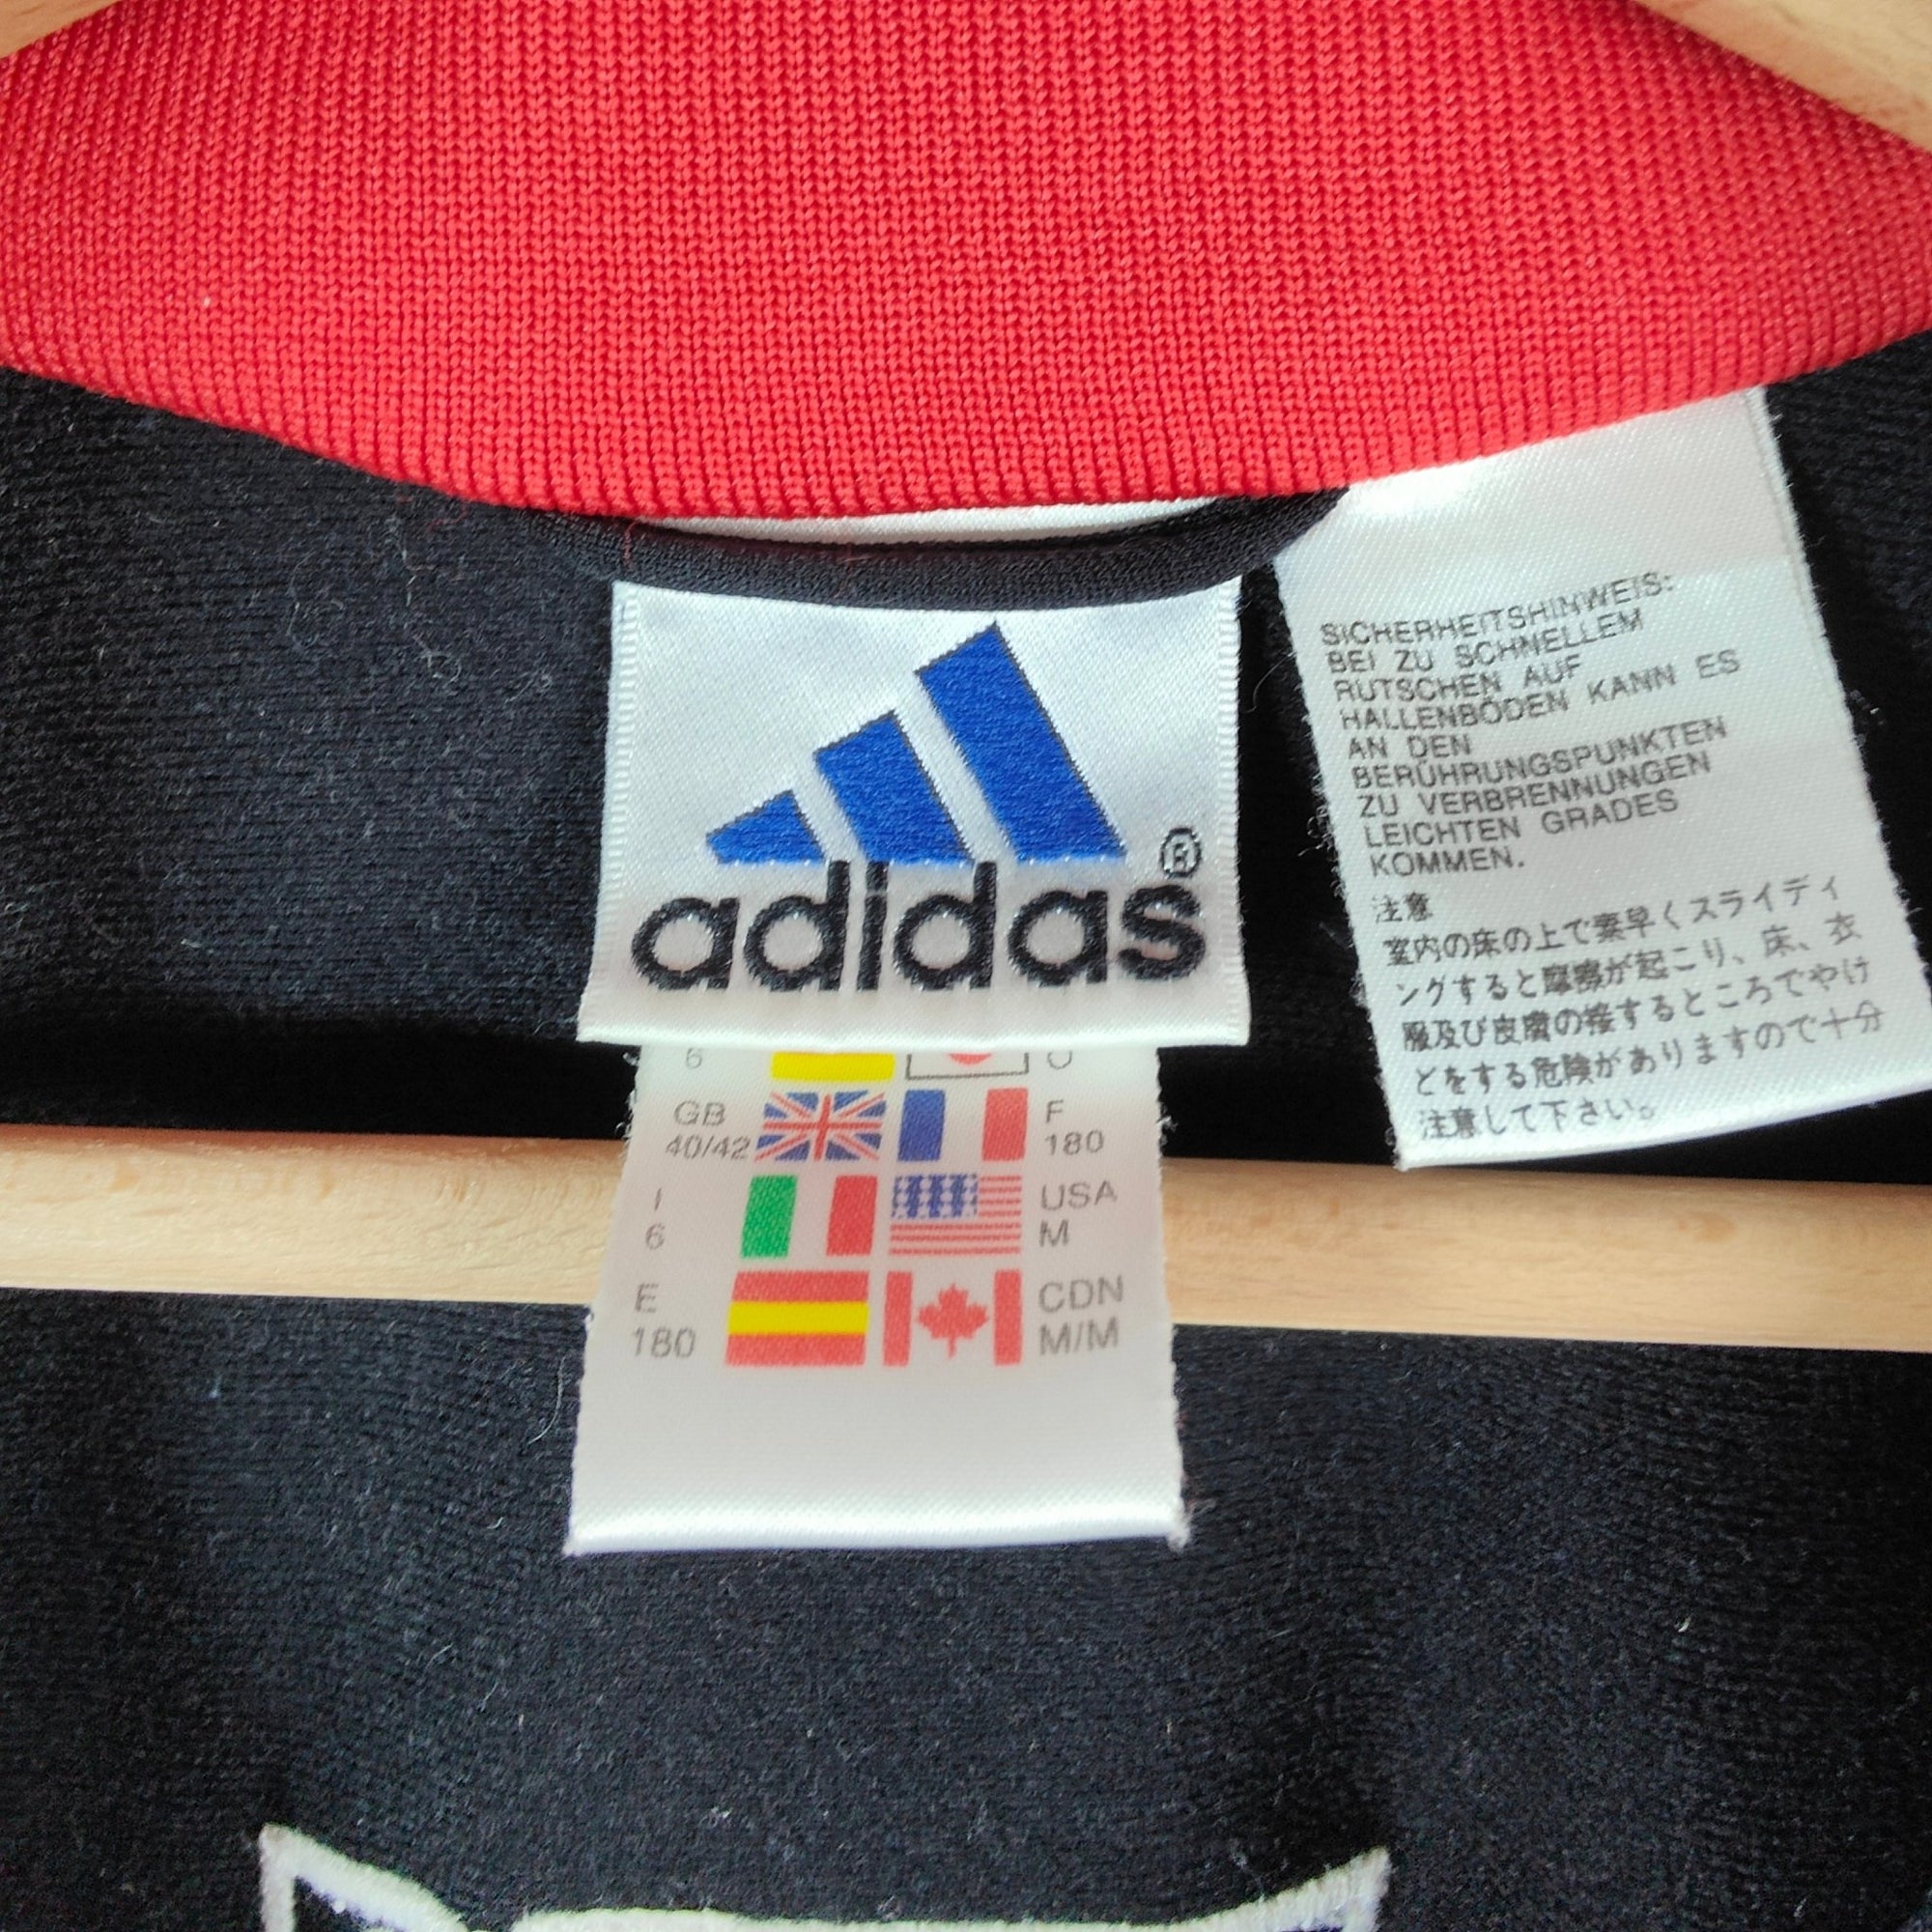 adidas®
6
O
GB
40/42
F
180
I
6
USA
M
E
180
CDN
M/M
SICHERHEITSHINWEIS:
BEI ZU SCHNELLEM
RUTSCHEN AUF
HALLENBÖDEN KANN ES
AN DEN
BERÜHRUNGSPUNKTEN
ZU VERBRENNUNGEN
LEICHTEN GRADES
KOMMEN.
注意
室内の床の上で素早くスライディ
ングすると摩擦が起こり、床、衣
服及び皮膚の接するところでやけ
どをする危険がありますので十分
注意して下さい。